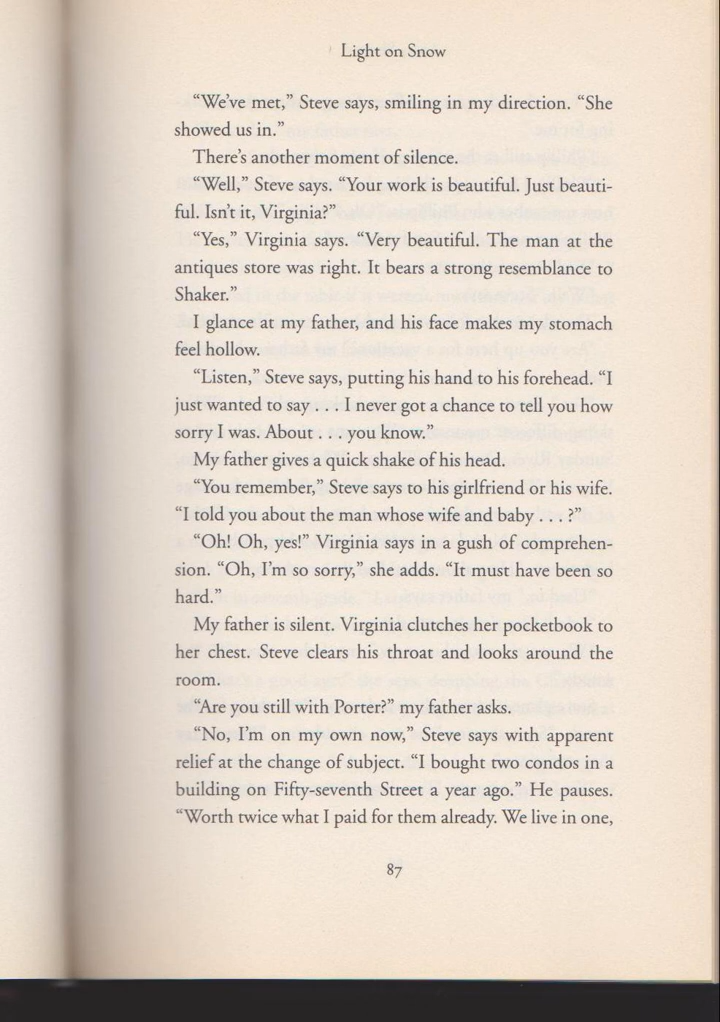 Light on Snow
“We’ve met,” Steve says, smiling in my direction. “She
showed us in.”
There’s another moment of silence.
“Well,” Steve says. “Your work is beautiful. Just beauti-
ful. Isn’t it, Virginia?”
“Yes,” Virginia says. “Very beautiful. The man at the
antiques store was right. It bears a strong resemblance to
Shaker.”
I glance at my father, and his face makes my stomach
feel hollow.
“Listen,” Steve says, putting his hand to his forehead. “I
just wanted to say . . . I never got a chance to tell you how
sorry I was. About . . . you know.”
My father gives a quick shake of his head.
“You remember,” Steve says to his girlfriend or his wife.
“I told you about the man whose wife and baby . . . ?”
“Oh! Oh, yes!” Virginia says in a gush of comprehen-
sion. “Oh, I’m so sorry,” she adds. “It must have been so
hard.”
My father is silent. Virginia clutches her pocketbook to
her chest. Steve clears his throat and looks around the
room.
“Are you still with Porter?” my father asks.
“No, I’m on my own now,” Steve says with apparent
relief at the change of subject. “I bought two condos in a
building on Fifty-seventh Street a year ago.” He pauses.
“Worth twice what I paid for them already. We live in one,
87